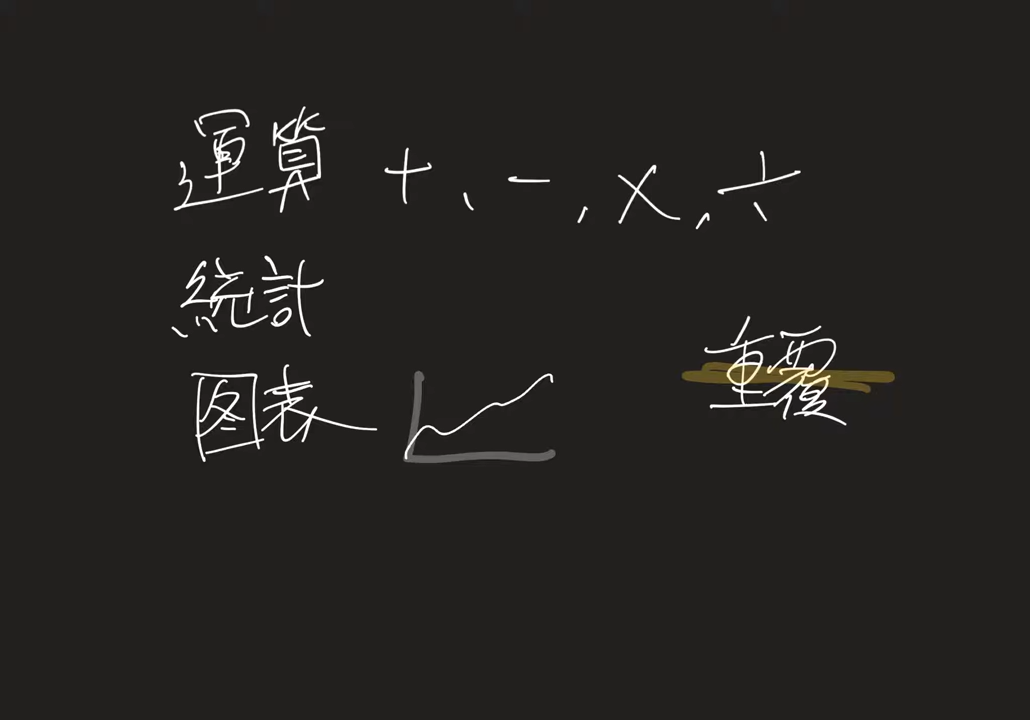 運算 +、-, ×, ÷
統計
图表
重覆